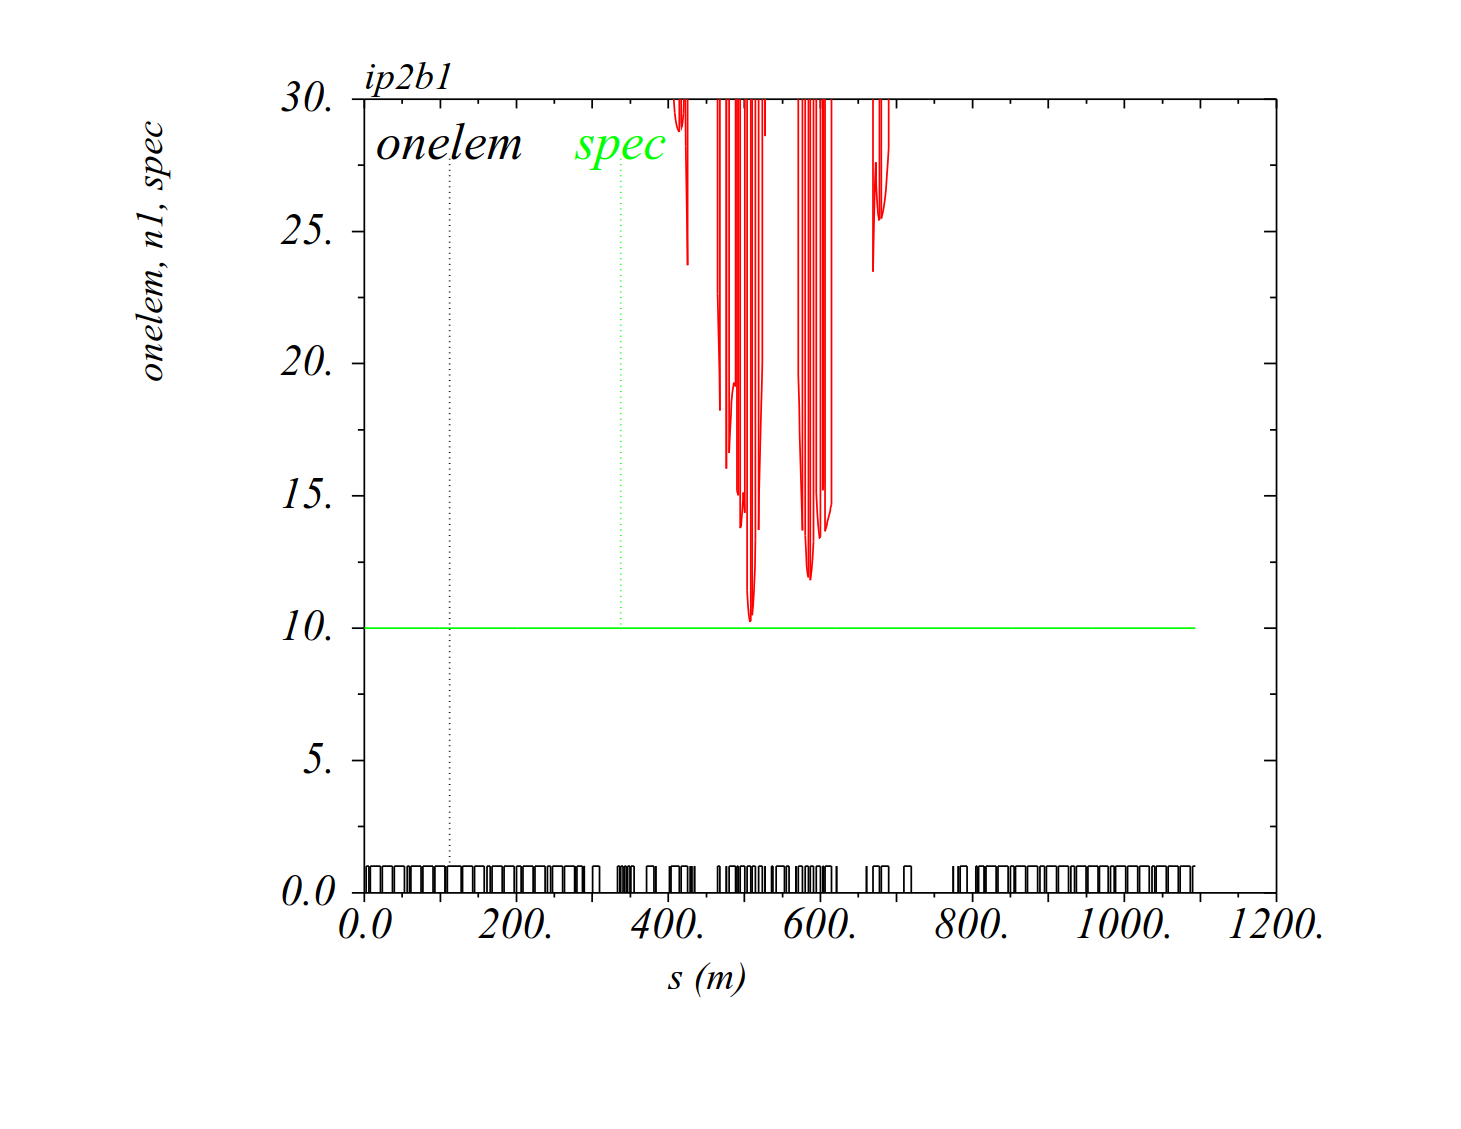 ip2b1
onelem, n1, spec
onelem spec
30.
25.
20.
15.
10.
5.
0.0
0.0 200. 400. 600. 800. 1000. 1200.
s (m)